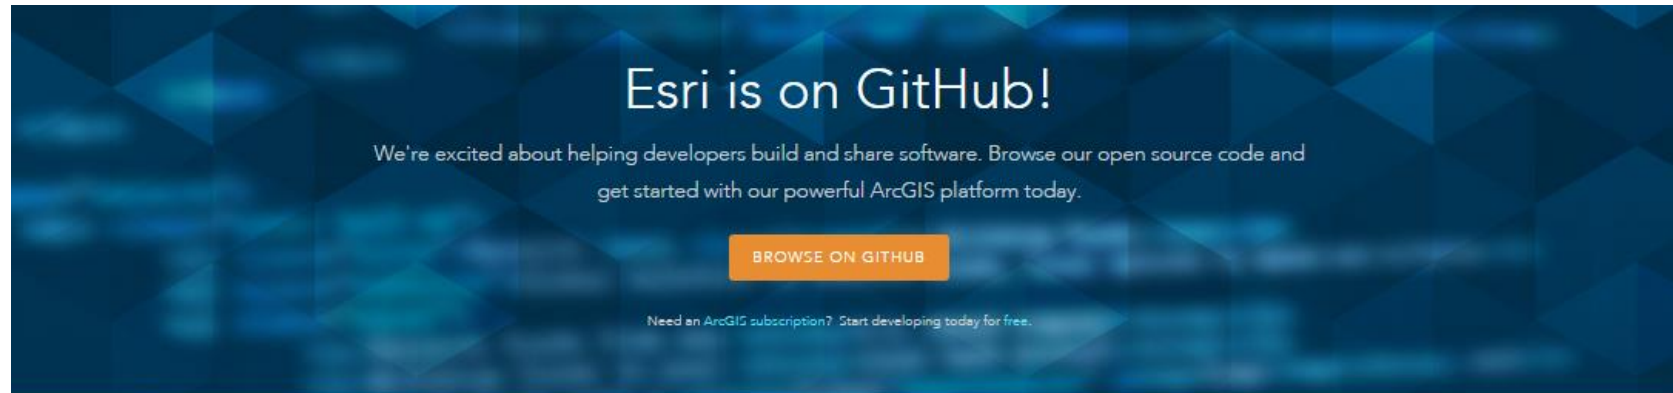 Esri is on GitHub!
We're excited about helping developers build and share software. Browse our open source code and
get started with our powerful ArcGIS platform today.
BROWSE ON GITHUB
Need an ArcGIS subscription? Start developing today for free.